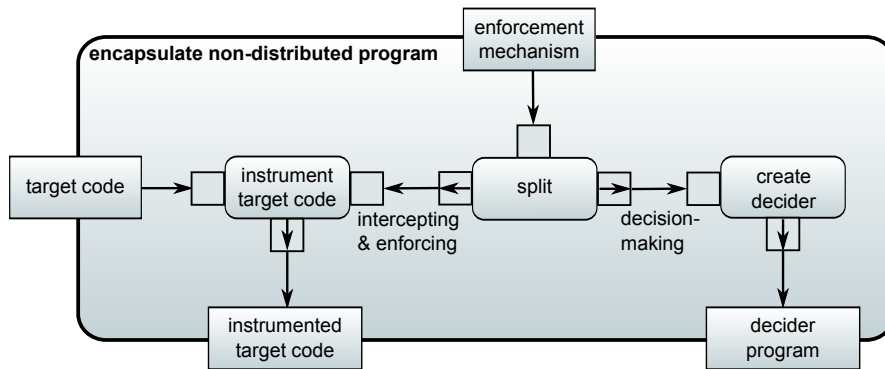 enforcement
mechanism
encapsulate non-distributed program
target code
instrument
target code
split
create
decider
intercepting
& enforcing
decision-
making
instrumented
target code
decider
program